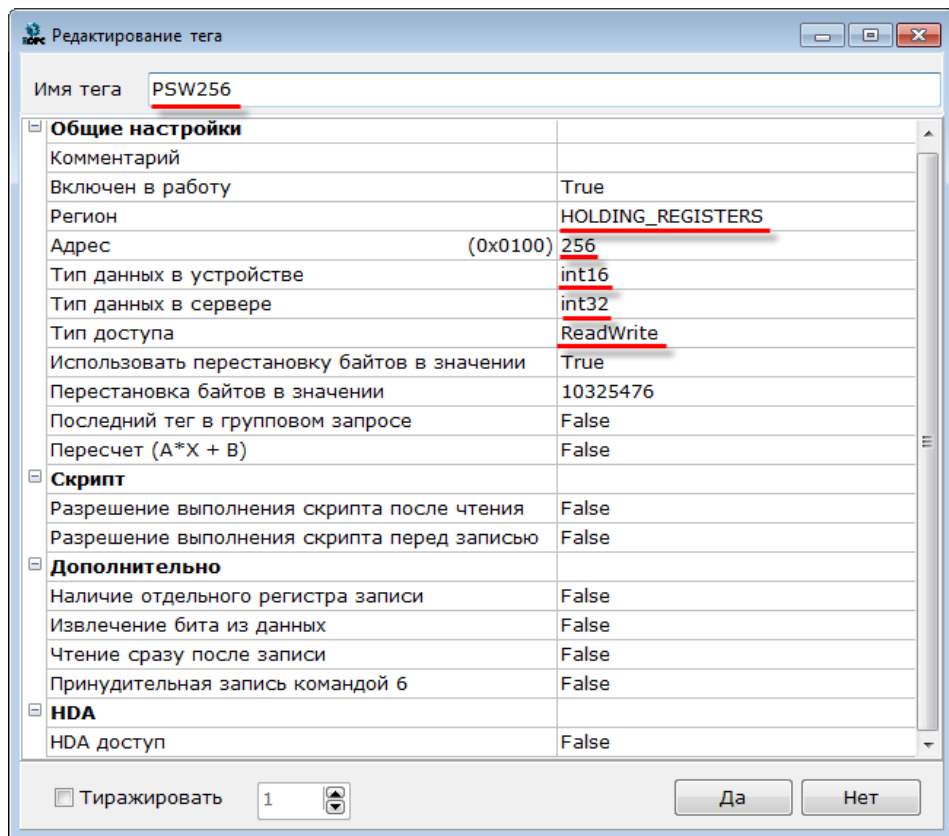 Редактирование тега
Имя тега PSW256
Общие настройки
Комментарий
Включен в работу True
Регион HOLDING_REGISTERS
Адрес (0x0100) 256
Тип данных в устройстве int16
Тип данных в сервере int32
Тип доступа ReadWrite
Использовать перестановку байтов в значении True
Перестановка байтов в значении 10325476
Последний тег в групповом запросе False
Пересчет (A*X + B) False
Скрипт
Разрешение выполнения скрипта после чтения False
Разрешение выполнения скрипта перед записью False
Дополнительно
Наличие отдельного регистра записи False
Извлечение бита из данных False
Чтение сразу после записи False
Принудительная запись командой 6 False
HDA
HDA доступ False
Тиражировать 1 Да Нет